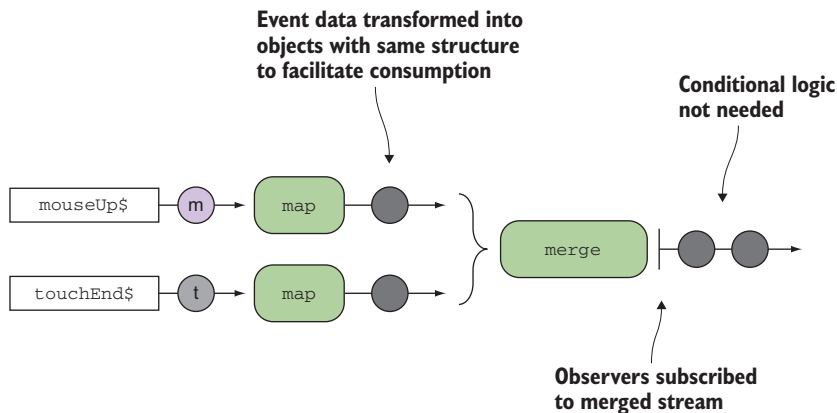 Event data transformed into
objects with same structure
to facilitate consumption
Conditional logic
not needed
mouseUp$
m
map
merge
touchEnd$
t
map
Observers subscribed
to merged stream